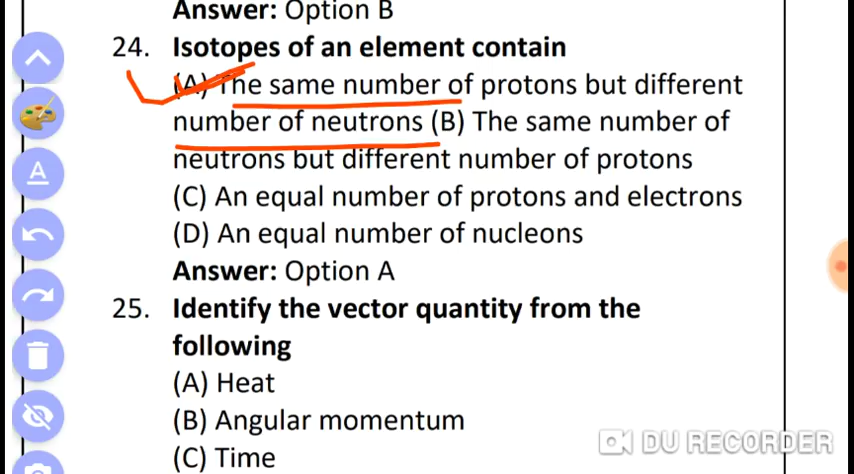 Answer: Option B
24. Isotopes of an element contain
(A) The same number of protons but different
number of neutrons (B) The same number of
neutrons but different number of protons
(C) An equal number of protons and electrons
(D) An equal number of nucleons
Answer: Option A
25. Identify the vector quantity from the
following
(A) Heat
(B) Angular momentum
(C) Time
A
DU RECORDER